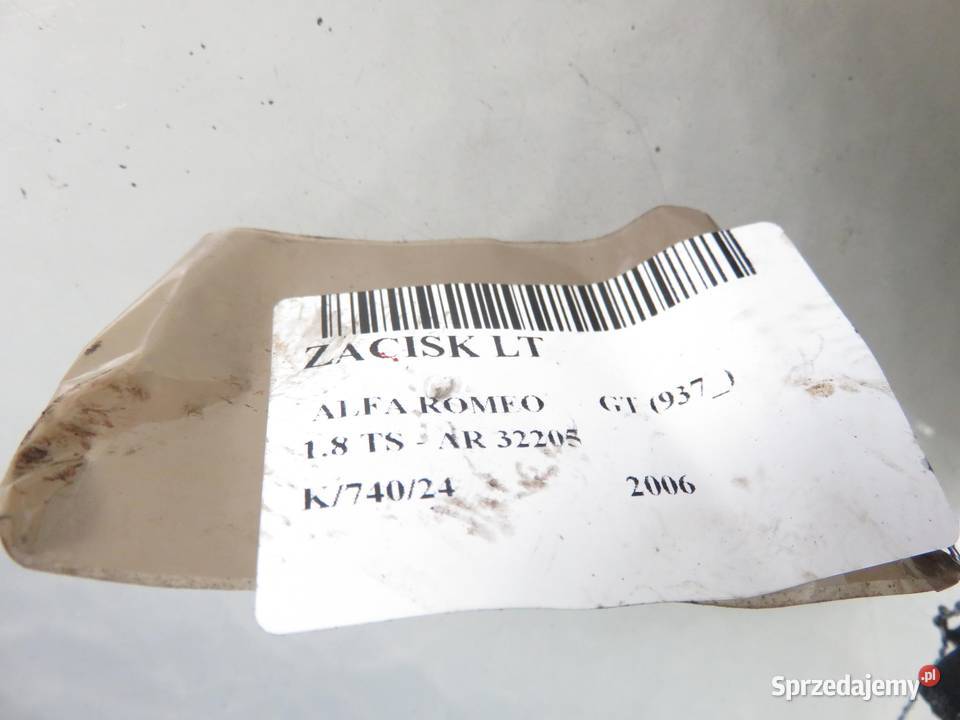 ZACISK LT
ALFA ROMEO GT (937_)
1.8 TS - AR 32205
K/740/24 2006
Sprzedajemy.pl